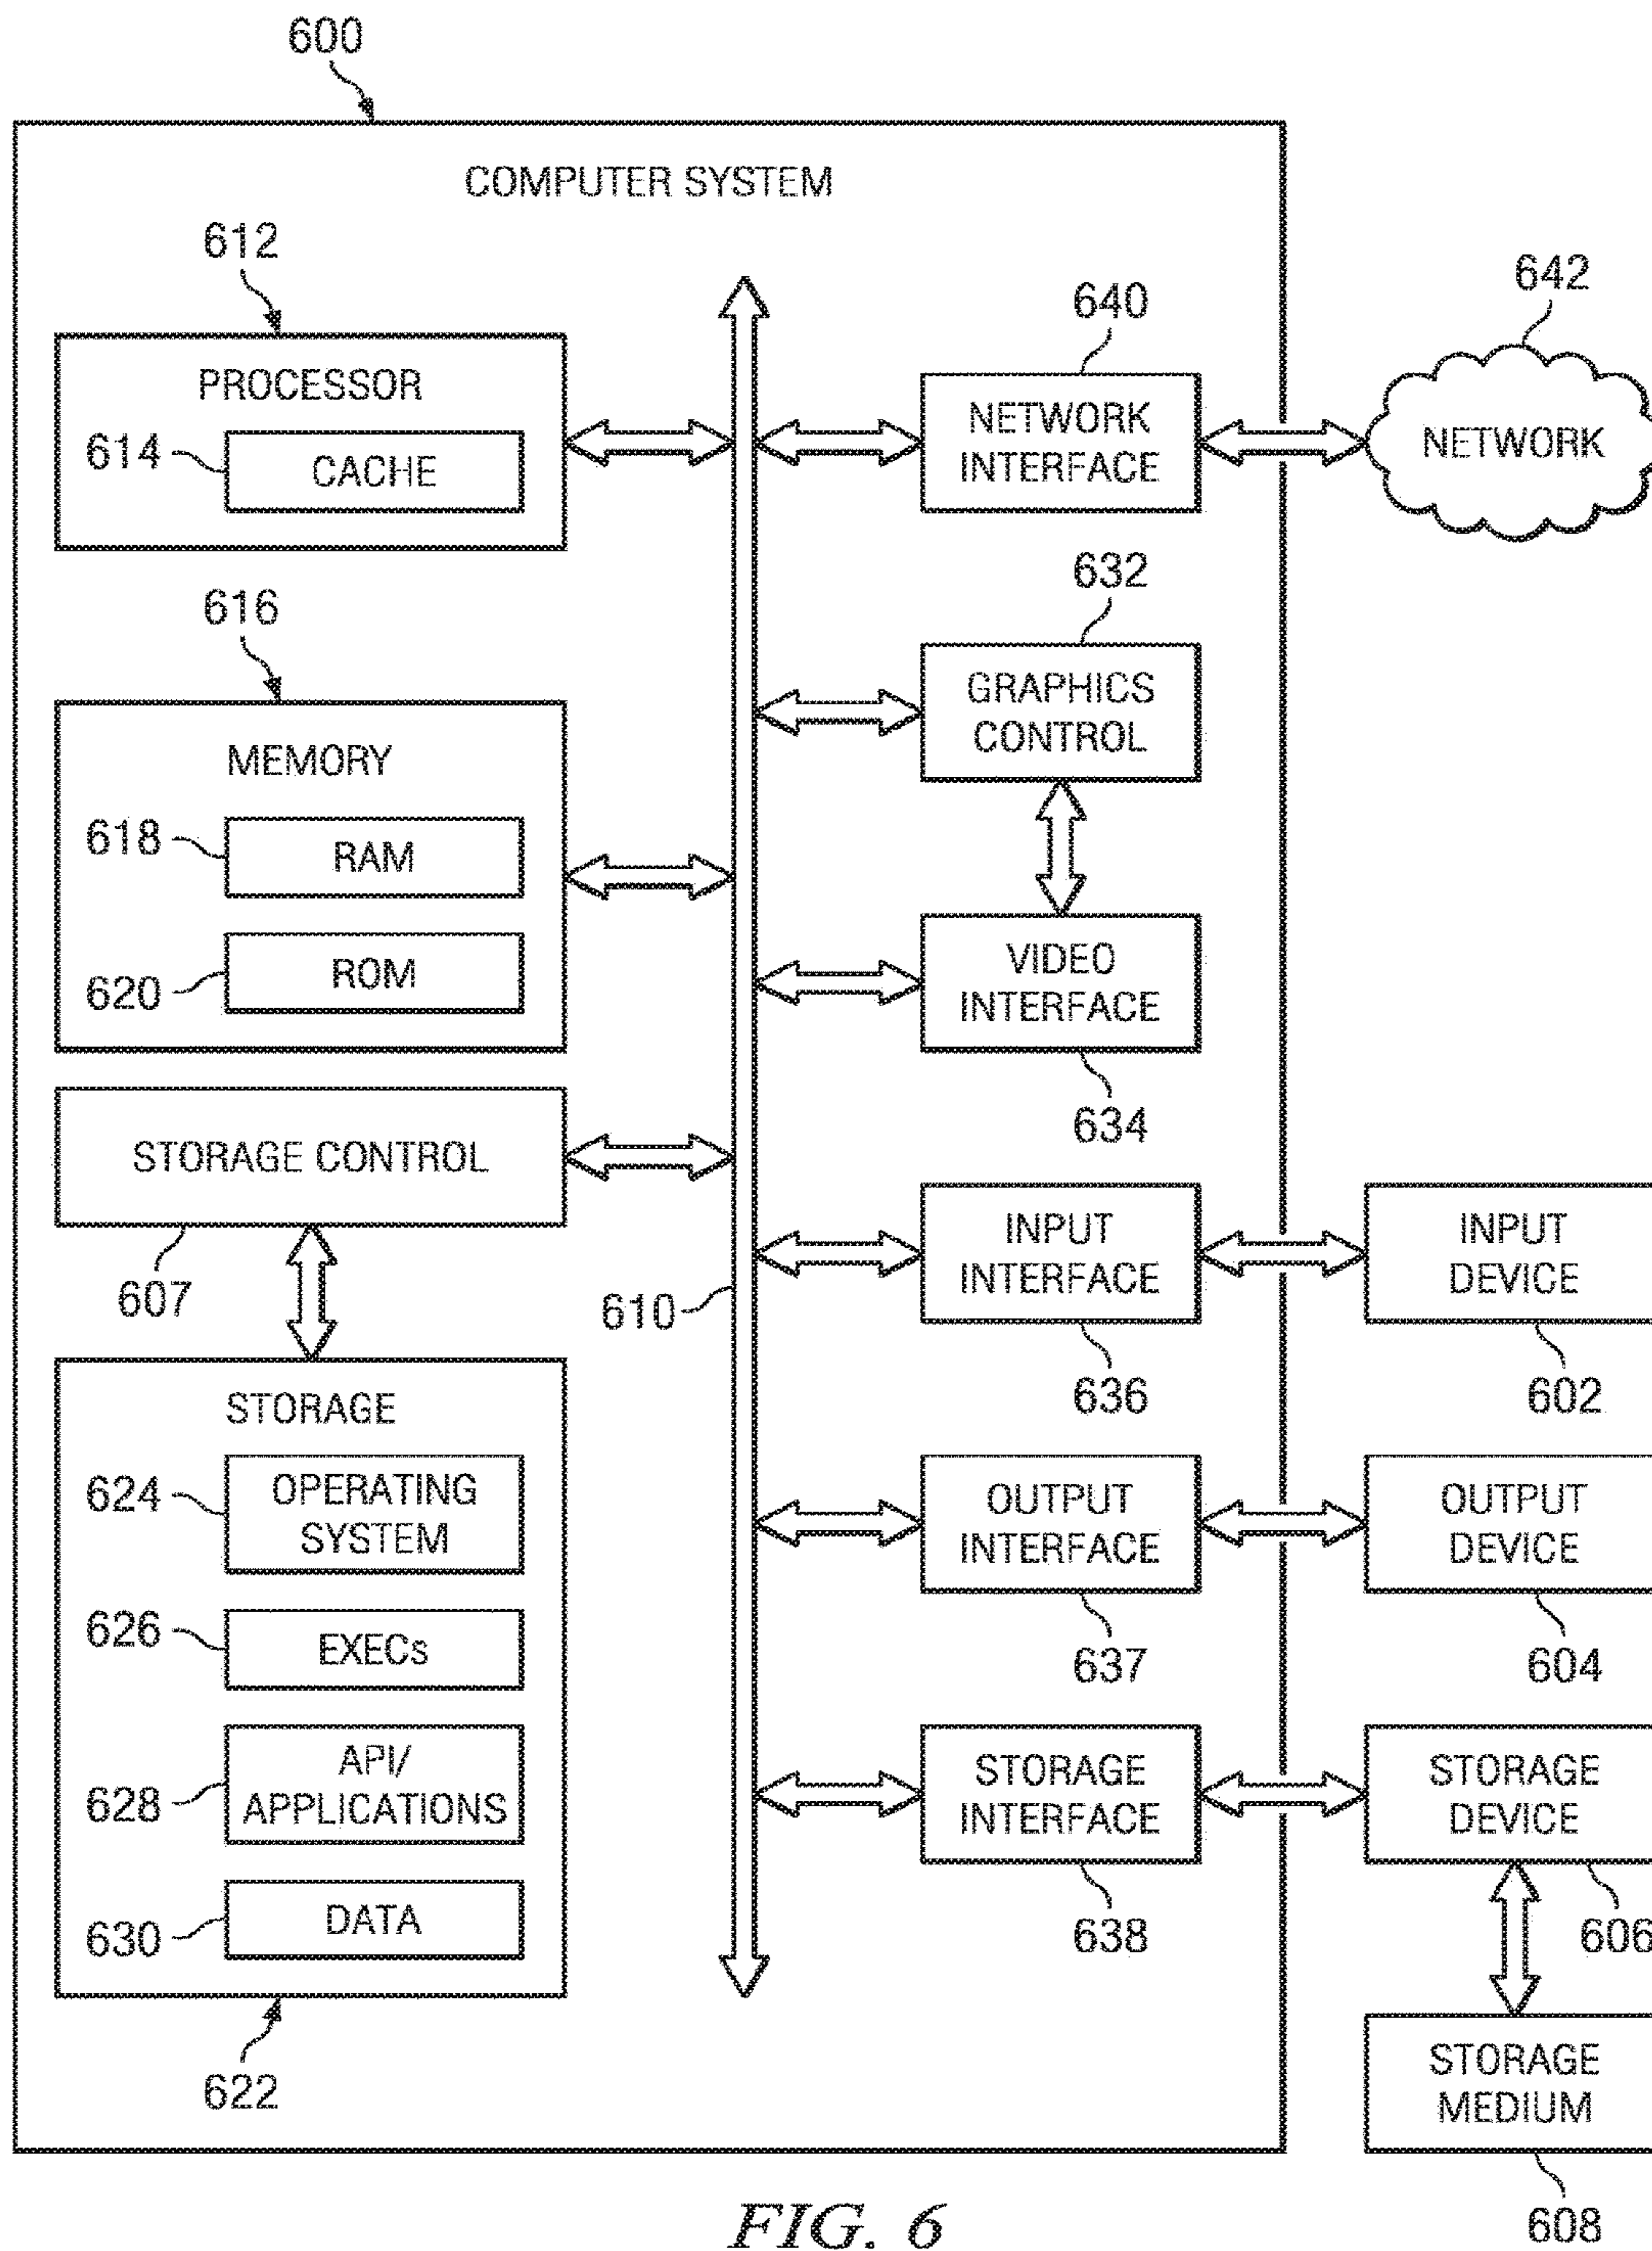 600
COMPUTER SYSTEM
612
PROCESSOR
614
CACHE
640
NETWORK
INTERFACE
642
NETWORK
616
MEMORY
618
RAM
620
ROM
632
GRAPHICS
CONTROL
VIDEO
INTERFACE
634
STORAGE CONTROL
607
610
INPUT
INTERFACE
636
INPUT
DEVICE
602
STORAGE
624
OPERATING
SYSTEM
626
EXECs
628
API/
APPLICATIONS
630
DATA
622
OUTPUT
INTERFACE
637
OUTPUT
DEVICE
604
STORAGE
INTERFACE
638
STORAGE
DEVICE
606
STORAGE
MEDIUM
608
FIG. 6